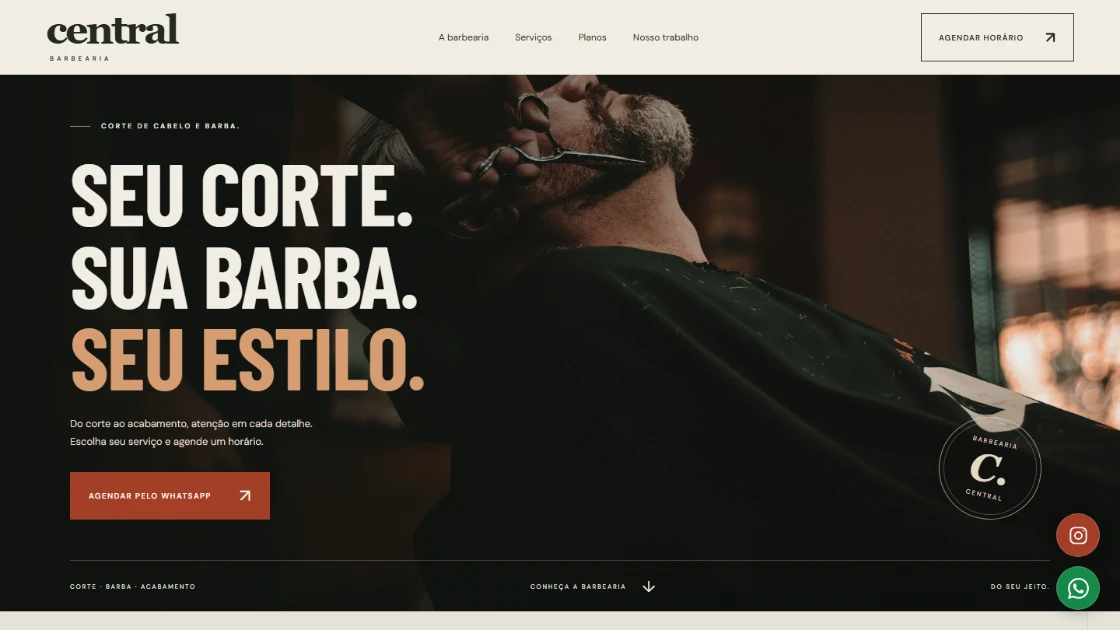 central
BARBEARIA
A barbearia
Serviços
Planos
Nosso trabalho
AGENDAR HORÁRIO
CORTE DE CABELO E BARBA.
SEU CORTE.
SUA BARBA.
SEU ESTILO.
Do corte ao acabamento, atenção em cada detalhe.
Escolha seu serviço e agende um horário.
AGENDAR PELO WHATSAPP
BARBEARIA
C.
CENTRAL
CORTE · BARBA · ACABAMENTO
CONHEÇA A BARBEARIA
DO SEU JEITO.